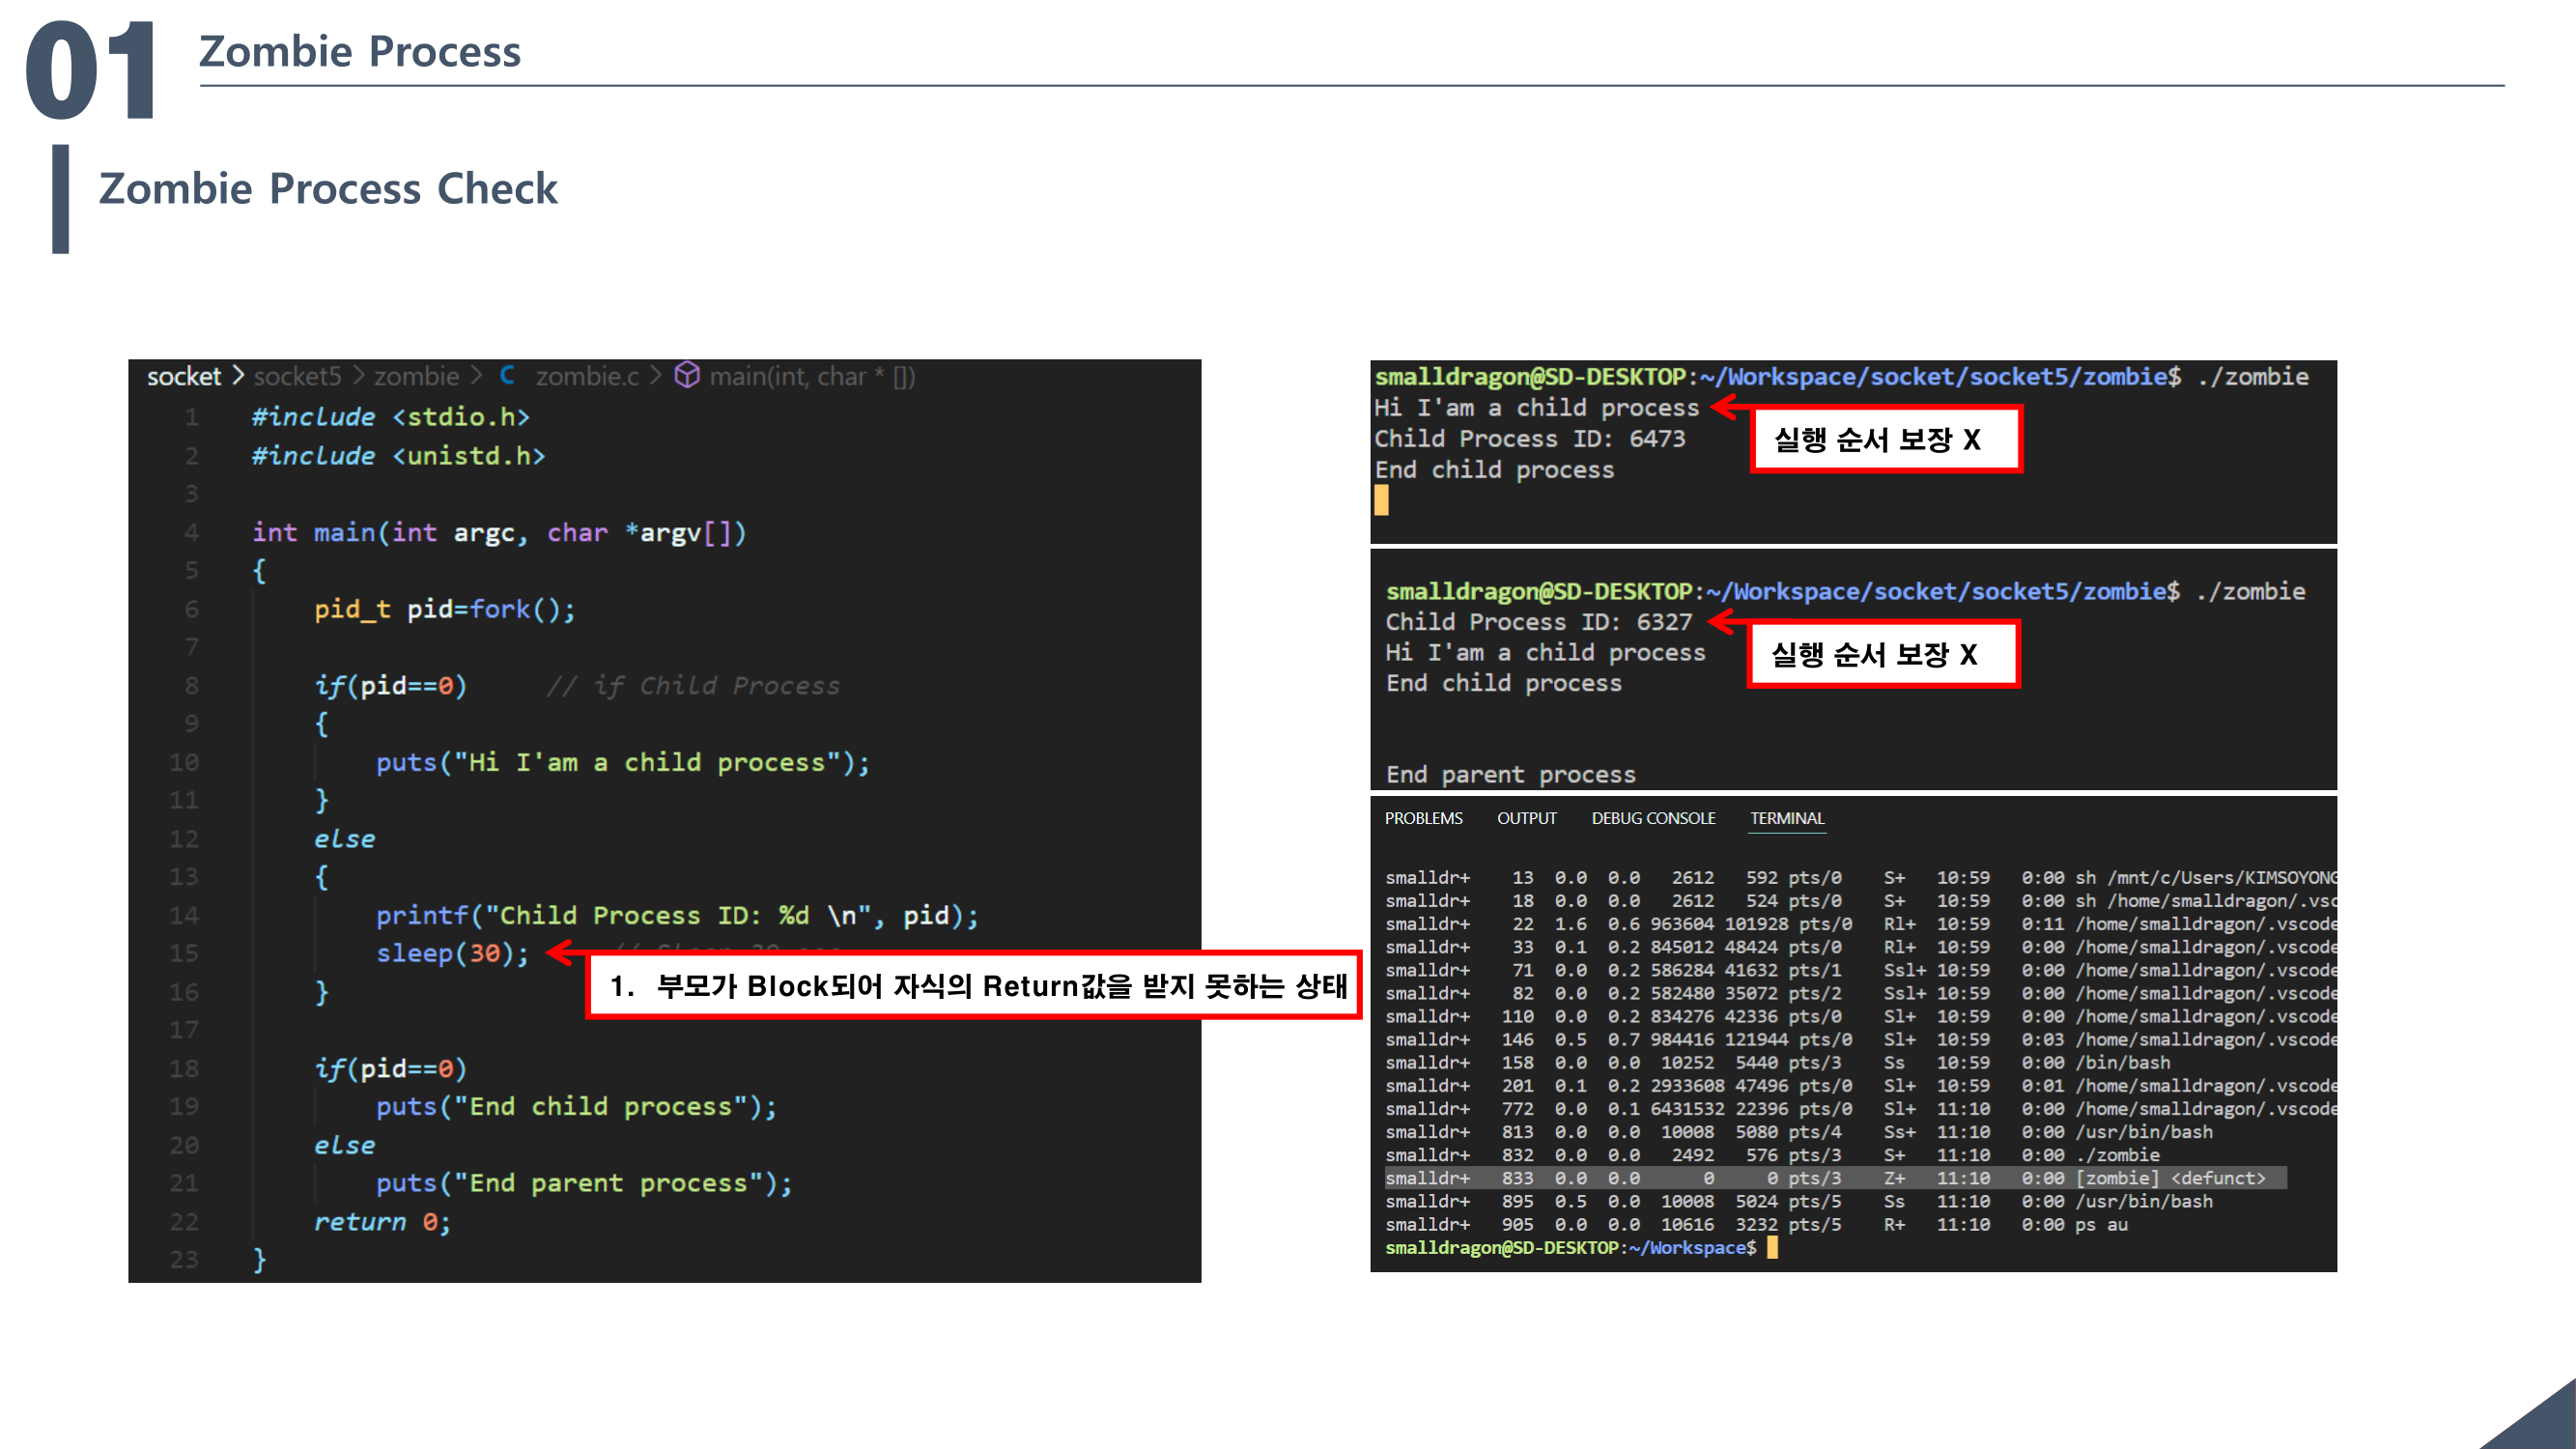 01
Zombie Process
Zombie Process Check
socket > socket5 > zombie > C zombie.c > main(int, char * [])
1 #include <stdio.h>
2 #include <unistd.h>
3
4 int main(int argc, char *argv[])
5 {
6 pid_t pid=fork();
7
8 if(pid==0) // if Child Process
9 {
10 puts("Hi I'am a child process");
11 }
12 else
13 {
14 printf("Child Process ID: %d \n", pid);
15 sleep(30);
1. 부모가 Block되어 자식의 Return값을 받지 못하는 상태
16 }
17
18 if(pid==0)
19 puts("End child process");
20 else
21 puts("End parent process");
22 return 0;
23 }
smalldragon@SD-DESKTOP:~/Workspace/socket/socket5/zombie$ ./zombie
Hi I'am a child process
실행 순서 보장 X
Child Process ID: 6473
End child process
smalldragon@SD-DESKTOP:~/Workspace/socket/socket5/zombie$ ./zombie
Child Process ID: 6327
실행 순서 보장 X
Hi I'am a child process
End child process
End parent process
PROBLEMS OUTPUT DEBUG CONSOLE TERMINAL
smalldr+ 13 0.0 0.0 2612 592 pts/0 S+ 10:59 0:00 sh /mnt/c/Users/KIMSOYONG
smalldr+ 18 0.0 0.0 2612 524 pts/0 S+ 10:59 0:00 sh /home/smalldragon/.vsc
smalldr+ 22 1.6 0.6 963604 101928 pts/0 Rl+ 10:59 0:11 /home/smalldragon/.vscode
smalldr+ 33 0.1 0.2 845012 48424 pts/0 Rl+ 10:59 0:00 /home/smalldragon/.vscode
smalldr+ 71 0.0 0.2 586284 41632 pts/1 Ssl+ 10:59 0:00 /home/smalldragon/.vscode
smalldr+ 82 0.0 0.2 582480 35072 pts/2 Ssl+ 10:59 0:00 /home/smalldragon/.vscode
smalldr+ 110 0.0 0.2 834276 42336 pts/0 Sl+ 10:59 0:00 /home/smalldragon/.vscode
smalldr+ 146 0.5 0.7 984416 121944 pts/0 Sl+ 10:59 0:03 /home/smalldragon/.vscode
smalldr+ 158 0.0 0.0 10252 5440 pts/3 Ss 10:59 0:00 /bin/bash
smalldr+ 201 0.1 0.2 2933608 47496 pts/0 Sl+ 10:59 0:01 /home/smalldragon/.vscode
smalldr+ 772 0.0 0.1 6431532 22396 pts/0 Sl+ 11:10 0:00 /home/smalldragon/.vscode
smalldr+ 813 0.0 0.0 10008 5080 pts/4 Ss+ 11:10 0:00 /usr/bin/bash
smalldr+ 832 0.0 0.0 2492 576 pts/3 S+ 11:10 0:00 ./zombie
smalldr+ 833 0.0 0.0 0 0 pts/3 Z+ 11:10 0:00 [zombie] <defunct>
smalldr+ 895 0.5 0.0 10008 5024 pts/5 Ss 11:10 0:00 /usr/bin/bash
smalldr+ 905 0.0 0.0 10616 3232 pts/5 R+ 11:10 0:00 ps au
smalldragon@SD-DESKTOP:~/Workspace$